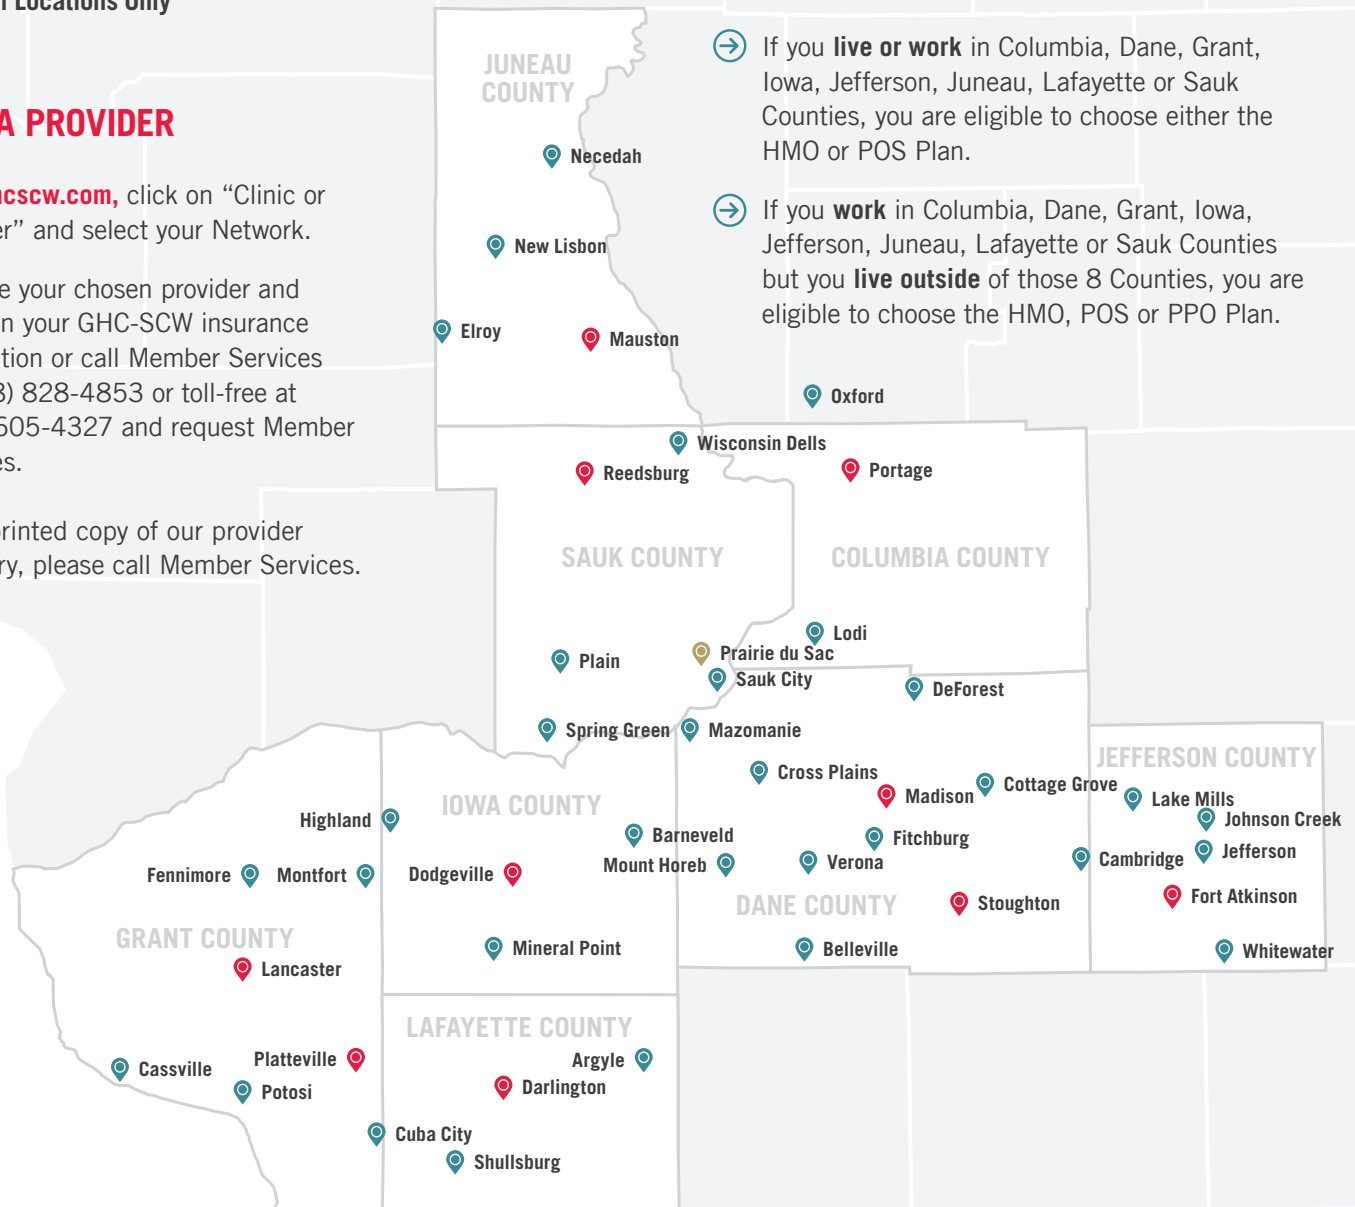 Locations Only
A PROVIDER
hcscw.com, click on “Clinic or
er” and select your Network.
e your chosen provider and
n your GHC-SCW insurance
tion or call Member Services
8) 828-4853 or toll-free at
605-4327 and request Member
es.
printed copy of our provider
ry, please call Member Services.
If you live or work in Columbia, Dane, Grant,
Iowa, Jefferson, Juneau, Lafayette or Sauk
Counties, you are eligible to choose either the
HMO or POS Plan.
If you work in Columbia, Dane, Grant, Iowa,
Jefferson, Juneau, Lafayette or Sauk Counties
but you live outside of those 8 Counties, you are
eligible to choose the HMO, POS or PPO Plan.
JUNEAU
COUNTY
Necedah
New Lisbon
Elroy
Mauston
Oxford
Wisconsin Dells
Reedsburg
Portage
SAUK COUNTY
COLUMBIA COUNTY
Lodi
Prairie du Sac
Plain
Sauk City
DeForest
Spring Green
Mazomanie
JEFFERSON COUNTY
Cross Plains
Cottage Grove
Madison
Lake Mills
IOWA COUNTY
Highland
Johnson Creek
Barneveld
Fitchburg
Jefferson
Mount Horeb
Verona
Cambridge
Fennimore
Montfort
Dodgeville
Fort Atkinson
DANE COUNTY
Stoughton
GRANT COUNTY
Mineral Point
Belleville
Whitewater
Lancaster
LAFAYETTE COUNTY
Platteville
Argyle
Cassville
Darlington
Potosi
Cuba City
Shullsburg